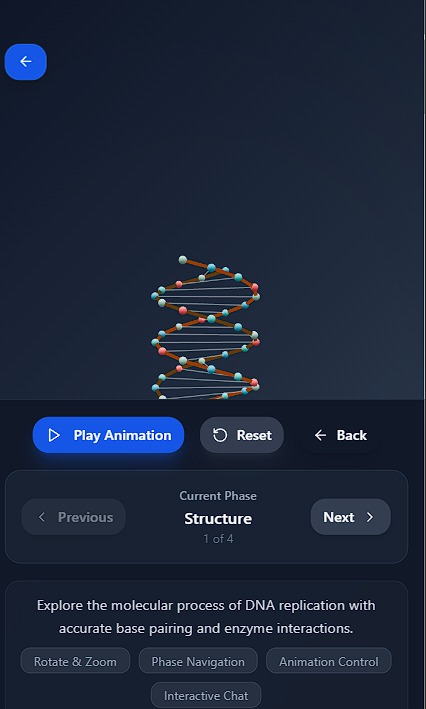 Play Animation Reset Back
Current Phase
Previous Structure Next
1 of 4
Explore the molecular process of DNA replication with
accurate base pairing and enzyme interactions.
Rotate & Zoom Phase Navigation Animation Control
Interactive Chat